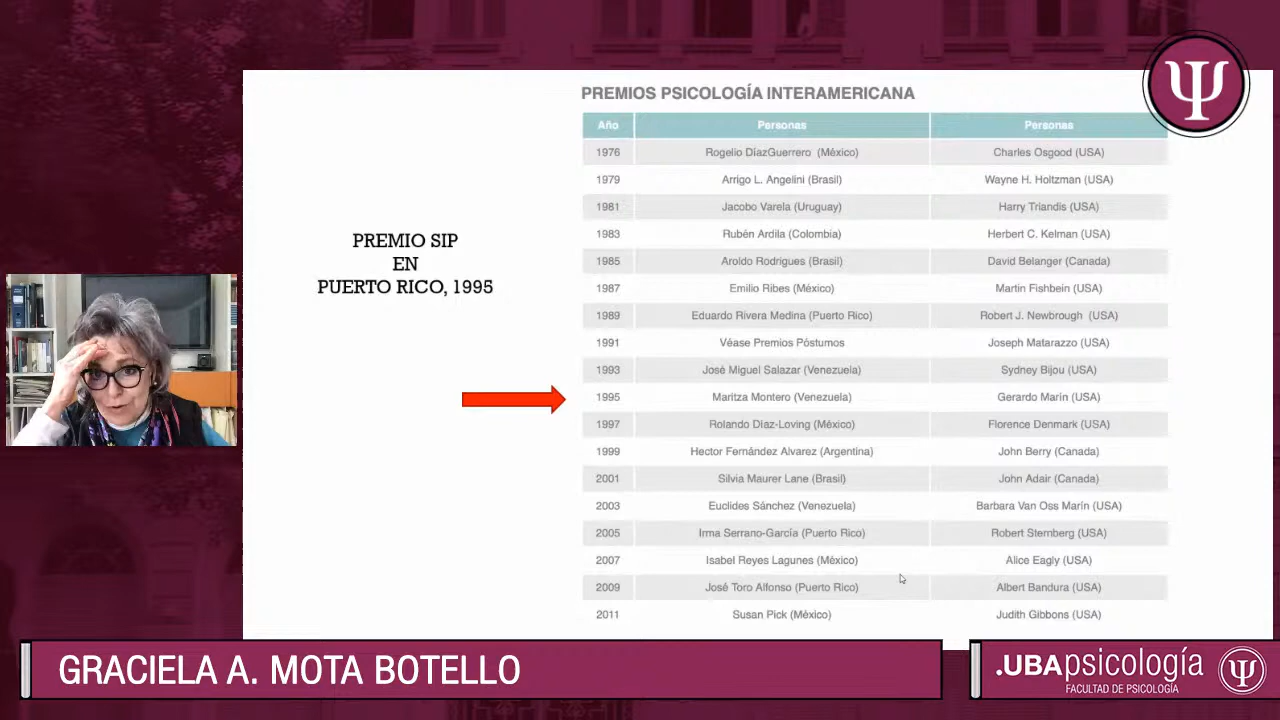 PREMIOS PSICOLOGÍA INTERAMERICANA
Año Personas Personas
1976 Rogelio DíazGuerrero (México) Charles Osgood (USA)
1979 Arrigo L. Angelini (Brasil) Wayne H. Holtzman (USA)
1981 Jacobo Varela (Uruguay) Harry Triandis (USA)
1983 Rubén Ardila (Colombia) Herbert C. Kelman (USA)
1985 Aroldo Rodrigues (Brasil) David Belanger (Canada)
1987 Emilio Ribes (México) Martin Fishbein (USA)
1989 Eduardo Rivera Medina (Puerto Rico) Robert J. Newbrough (USA)
1991 Véase Premios Póstumos Joseph Matarazzo (USA)
1993 José Miguel Salazar (Venezuela) Sydney Bijou (USA)
1995 Maritza Montero (Venezuela) Gerardo Marín (USA)
1997 Rolando Díaz-Loving (México) Florence Denmark (USA)
1999 Hector Fernández Alvarez (Argentina) John Berry (Canada)
2001 Silvia Maurer Lane (Brasil) John Adair (Canada)
2003 Euclides Sánchez (Venezuela) Barbara Van Oss Marín (USA)
2005 Irma Serrano-García (Puerto Rico) Robert Sternberg (USA)
2007 Isabel Reyes Lagunes (México) Alice Eagly (USA)
2009 José Toro Alfonso (Puerto Rico) Albert Bandura (USA)
2011 Susan Pick (México) Judith Gibbons (USA)
PREMIO SIP
EN
PUERTO RICO, 1995
GRACIELA A. MOTA BOTELLO
.UBApsicología
FACULTAD DE PSICOLOGÍA